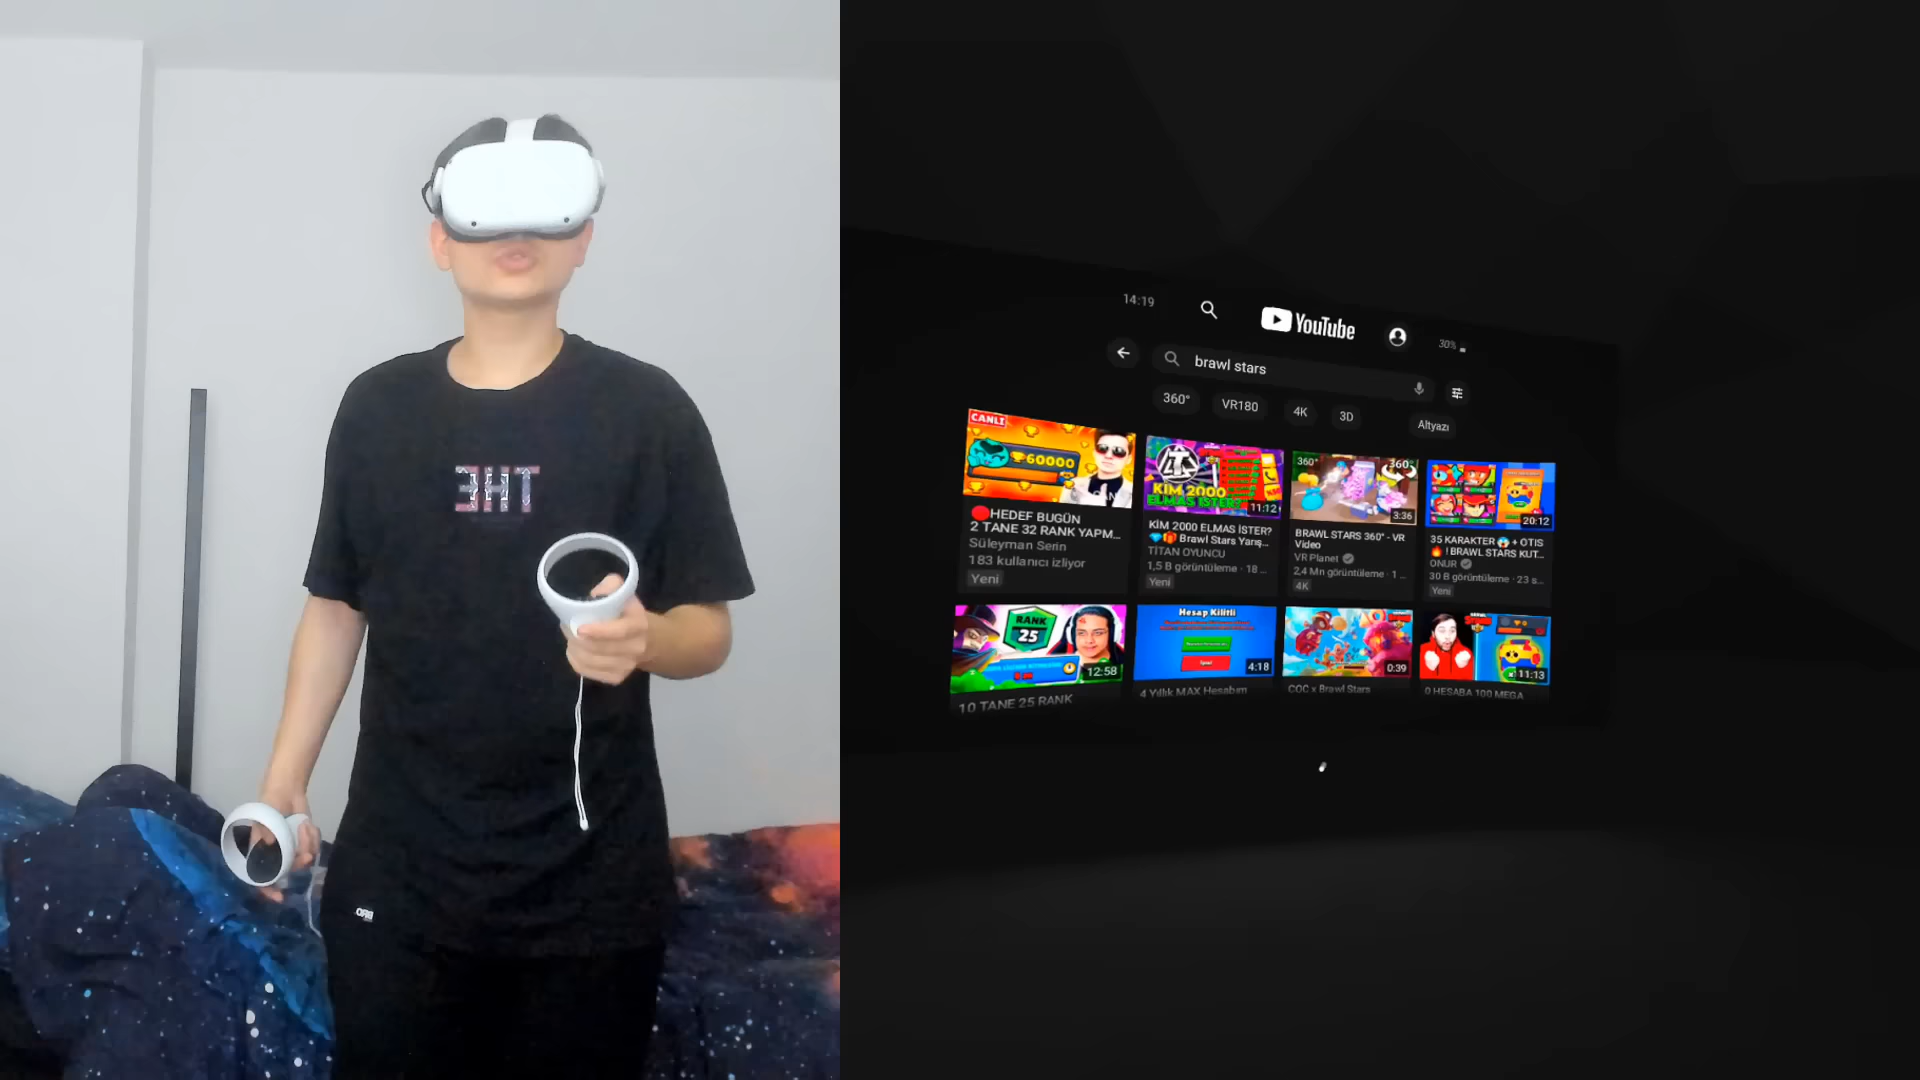 THE
ORB
14:19
YouTube
30%
brawl stars
360°
VR180
4K
3D
Altyazı
CANLI
60000
🔴HEDEF BUGÜN
2 TANE 32 RANK YAPM...
Süleyman Serin
183 kullanıcı izliyor
Yeni
KİM 2000
ELMAS İSTER?
11:12
KİM 2000 ELMAS İSTER?
💎🎁 Brawl Stars Yarış...
TİTAN OYUNCU
1,5 B görüntüleme · 18 ...
Yeni
360°
360°
3:36
BRAWL STARS 360° - VR
Video
VR Planet
2,4 Mn görüntüleme · 1 ...
4K
20:12
35 KARAKTER 😱 + OTIS
🔥 ! BRAWL STARS KUT...
ONUR
30 B görüntüleme · 23 s...
Yeni
RANK
25
12:58
10 TANE 25 RANK
Hesap Kilitli
4:18
4 Yıllık MAX Hesabım
0:39
COC x Brawl Stars
11:13
0 HESABA 100 MEGA